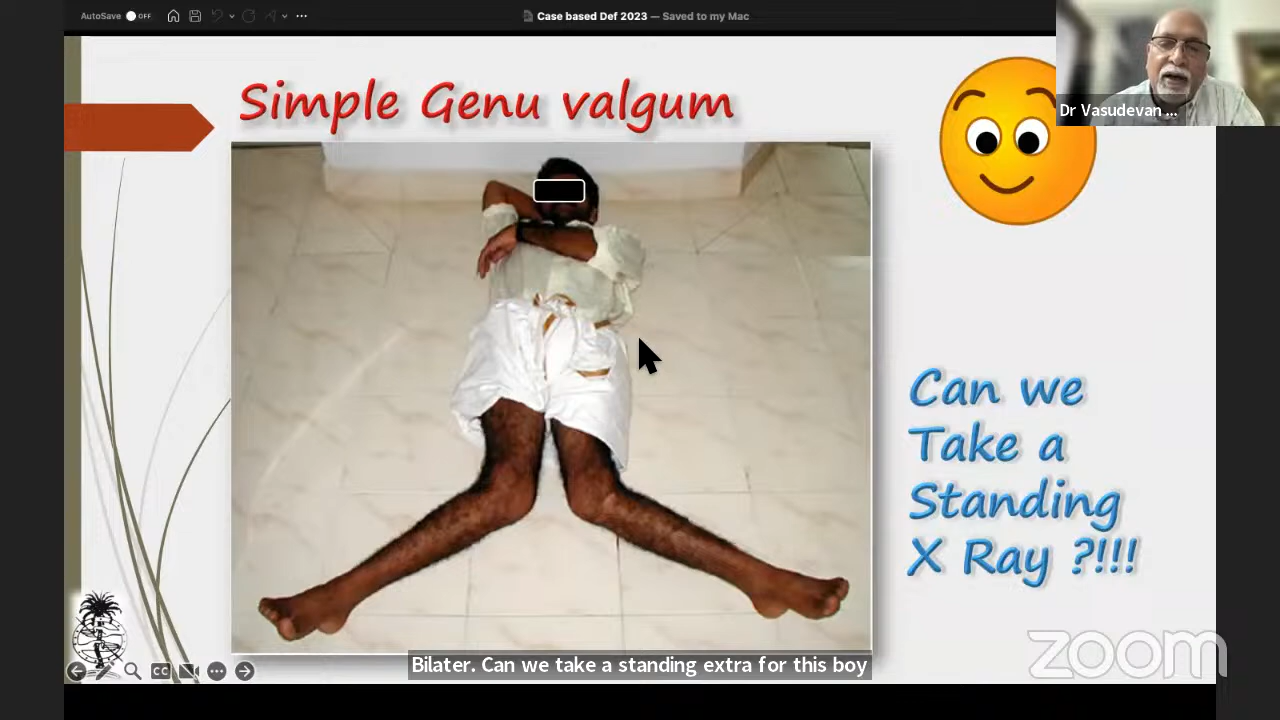 AutoSave OFF
Case based Def 2023 — Saved to my Mac
Dr Vasudevan ...
Simple Genu valgum
Can we
Take a
Standing
X Ray ?!!!
CC
zoom
Bilater. Can we take a standing extra for this boy